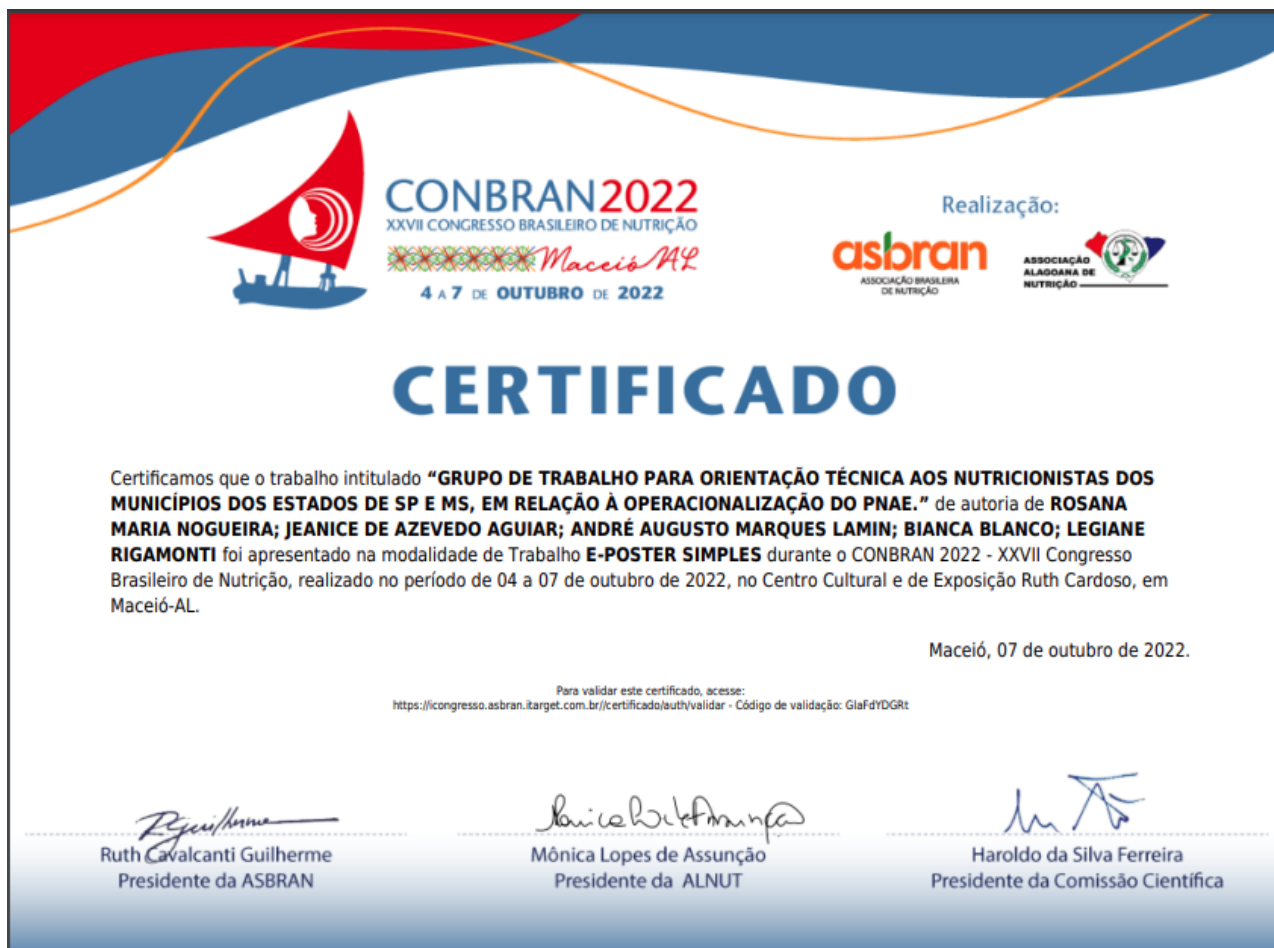 CONBRAN2022
XXVII CONGRESSO BRASILEIRO DE NUTRIÇÃO
Maceió AL
4 A 7 DE OUTUBRO DE 2022
Realização:
asbran
ASSOCIAÇÃO BRASILEIRA
DE NUTRIÇÃO
ASSOCIAÇÃO
ALAGOANA DE
NUTRIÇÃO
CERTIFICADO
Certificamos que o trabalho intitulado “GRUPO DE TRABALHO PARA ORIENTAÇÃO TÉCNICA AOS NUTRICIONISTAS DOS
MUNICÍPIOS DOS ESTADOS DE SP E MS, EM RELAÇÃO À OPERACIONALIZAÇÃO DO PNAE.” de autoria de ROSANA
MARIA NOGUEIRA; JEANICE DE AZEVEDO AGUIAR; ANDRÉ AUGUSTO MARQUES LAMIN; BIANCA BLANCO; LEGIANE
RIGAMONTI foi apresentado na modalidade de Trabalho E-POSTER SIMPLES durante o CONBRAN 2022 - XXVII Congresso
Brasileiro de Nutrição, realizado no período de 04 a 07 de outubro de 2022, no Centro Cultural e de Exposição Ruth Cardoso, em
Maceió-AL.
Maceió, 07 de outubro de 2022.
Para validar este certificado, acesse:
https://icongresso.asbran.itarget.com.br//certificado/auth/validar - Código de validação: GlaFdYDGRt
Ruth Cavalcanti Guilherme
Presidente da ASBRAN
Mônica Lopes de Assunção
Presidente da ALNUT
Haroldo da Silva Ferreira
Presidente da Comissão Científica